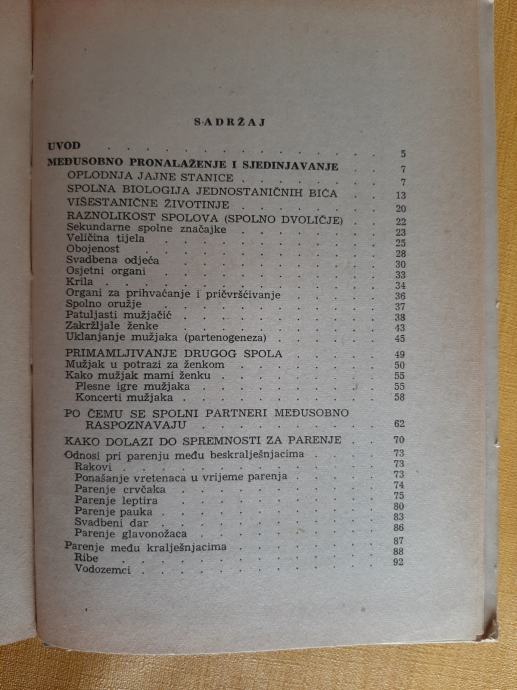 SADRŽAJ
UVOD . . . . . . . . . . . . 5
MEĐUSOBNO PRONALAŽENJE I SJEDINJAVANJE . . . 7
OPLODNJA JAJNE STANICE . . . . . . . 7
SPOLNA BIOLOGIJA JEDNOSTANIČNIH BIĆA . . 13
VIŠESTANIČNE ŽIVOTINJE . . . . . . . 20
RAZNOLIKOST SPOLOVA (SPOLNO DVOLIČJE) . . 22
Sekundarne spolne značajke . . . . . . . 23
Veličina tijela . . . . . . . . . . 25
Obojenost . . . . . . . . . . . 28
Svadbena odjeća . . . . . . . . . . 30
Osjetni organi . . . . . . . . . . 33
Krila . . . . . . . . . . . . 34
Organi za prihvaćanje i pričvršćivanje . . . . 36
Spolno oružje . . . . . . . . . . 37
Patuljasti mužjačić . . . . . . . . . 38
Zakržljale ženke . . . . . . . . . . 43
Uklanjanje mužjaka (partenogeneza) . . . . . 45
PRIMAMLJIVANJE DRUGOG SPOLA . . . . . 49
Mužjak u potrazi za ženkom . . . . . . . 50
Kako mužjak mami ženku . . . . . . . 55
Plesne igre mužjaka . . . . . . . . 55
Koncerti mužjaka . . . . . . . . . 58
PO ČEMU SE SPOLNI PARTNERI MEĐUSOBNO
RASPOZNAVAJU . . . . . . . . . 62
KAKO DOLAZI DO SPREMNOSTI ZA PARENJE . . 70
Odnosi pri parenju među beskralješnjacima . . . 73
Rakovi . . . . . . . . . . . 73
Ponašanje vretenaca u vrijeme parenja . . . . 73
Parenje crvčaka . . . . . . . . . 74
Parenje leptira . . . . . . . . . 75
Parenje pauka . . . . . . . . . 80
Svadbeni dar . . . . . . . . . . 83
Parenje glavonožaca . . . . . . . . 86
Parenje među kralješnjacima . . . . . . . 87
Ribe . . . . . . . . . . . . 88
Vodozemci . . . . . . . . . . . 92